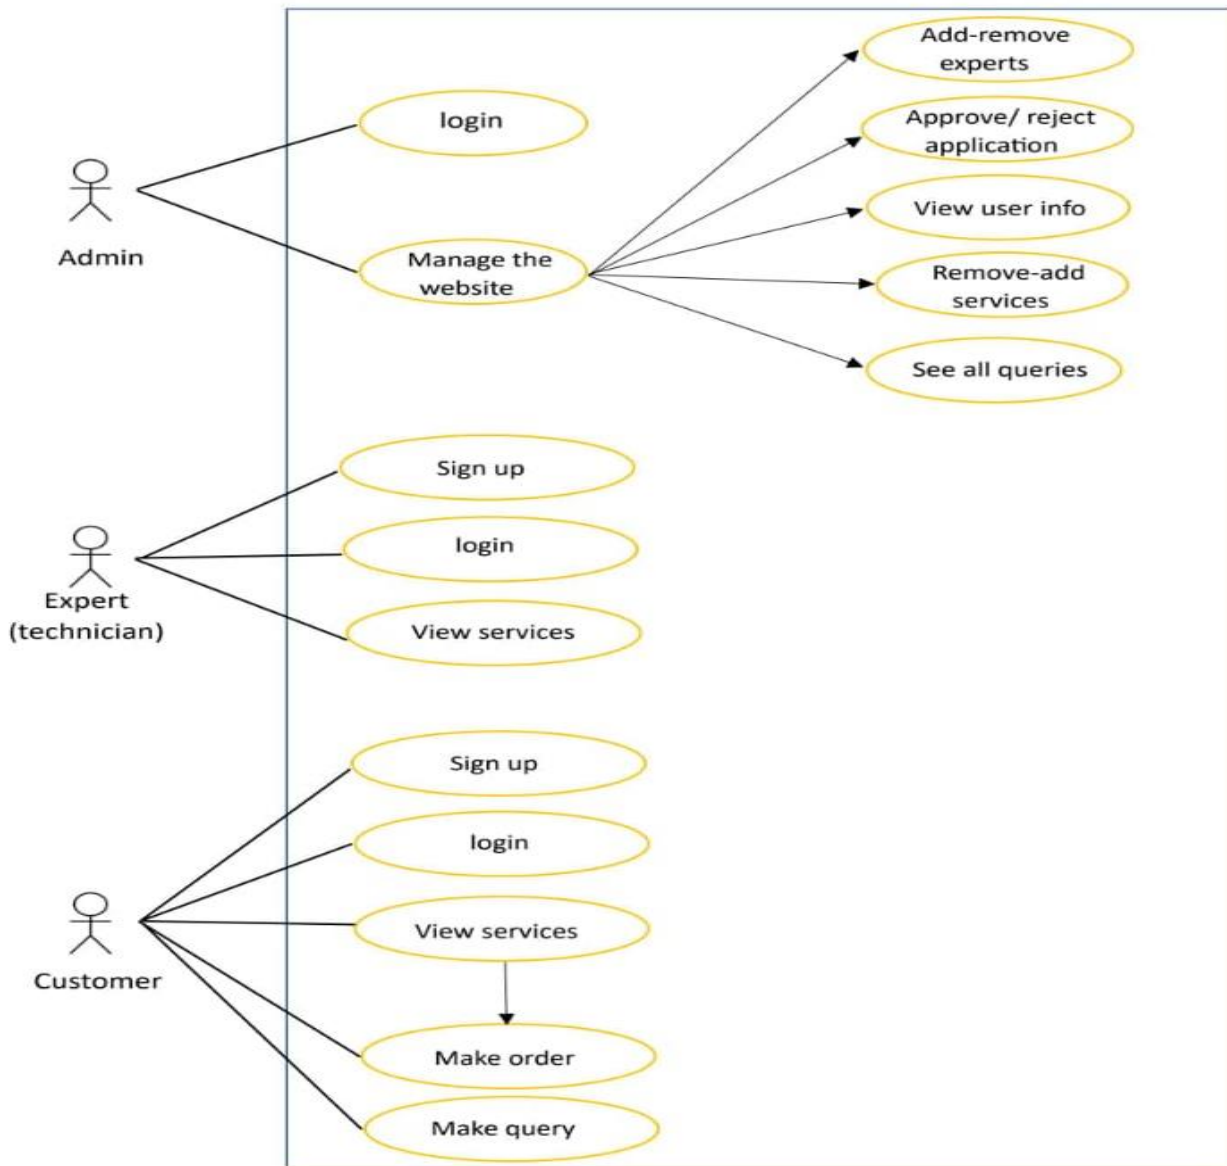 login
Manage the
website
Add-remove
experts
Approve/ reject
application
View user info
Remove-add
services
See all queries
Admin
Sign up
login
View services
Expert
(technician)
Sign up
login
View services
Make order
Make query
Customer